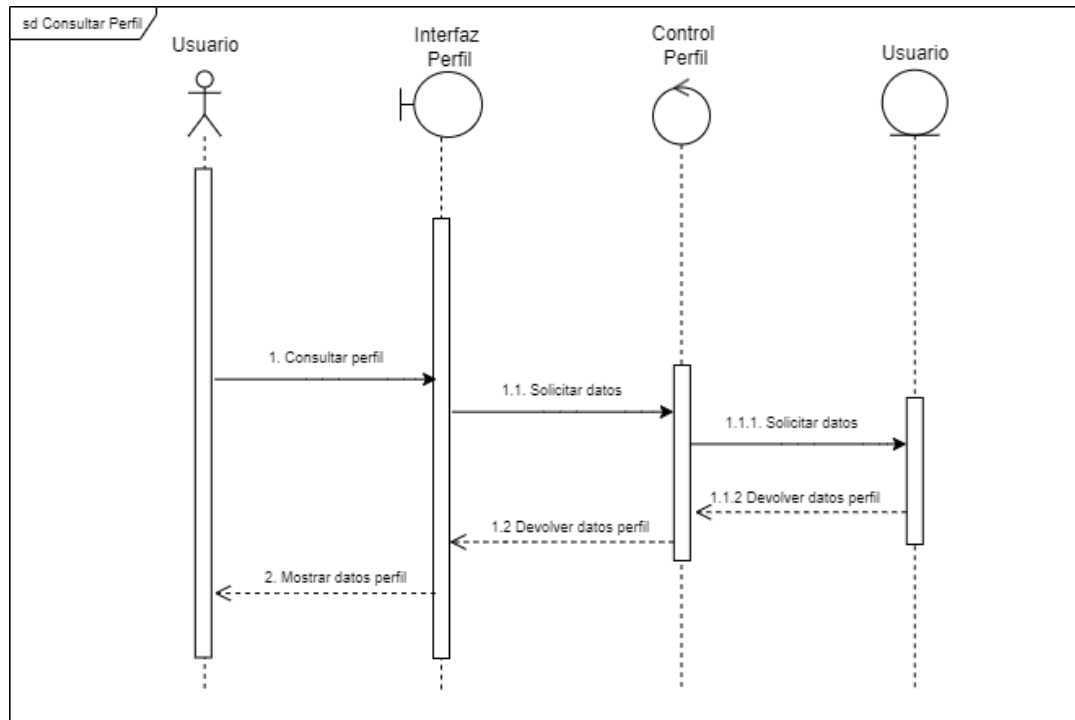 sd Consultar Perfil
Usuario
Interfaz
Perfil
Control
Perfil
Usuario
1. Consultar perfil
1.1. Solicitar datos
1.1.1. Solicitar datos
1.1.2 Devolver datos perfil
1.2 Devolver datos perfil
2. Mostrar datos perfil